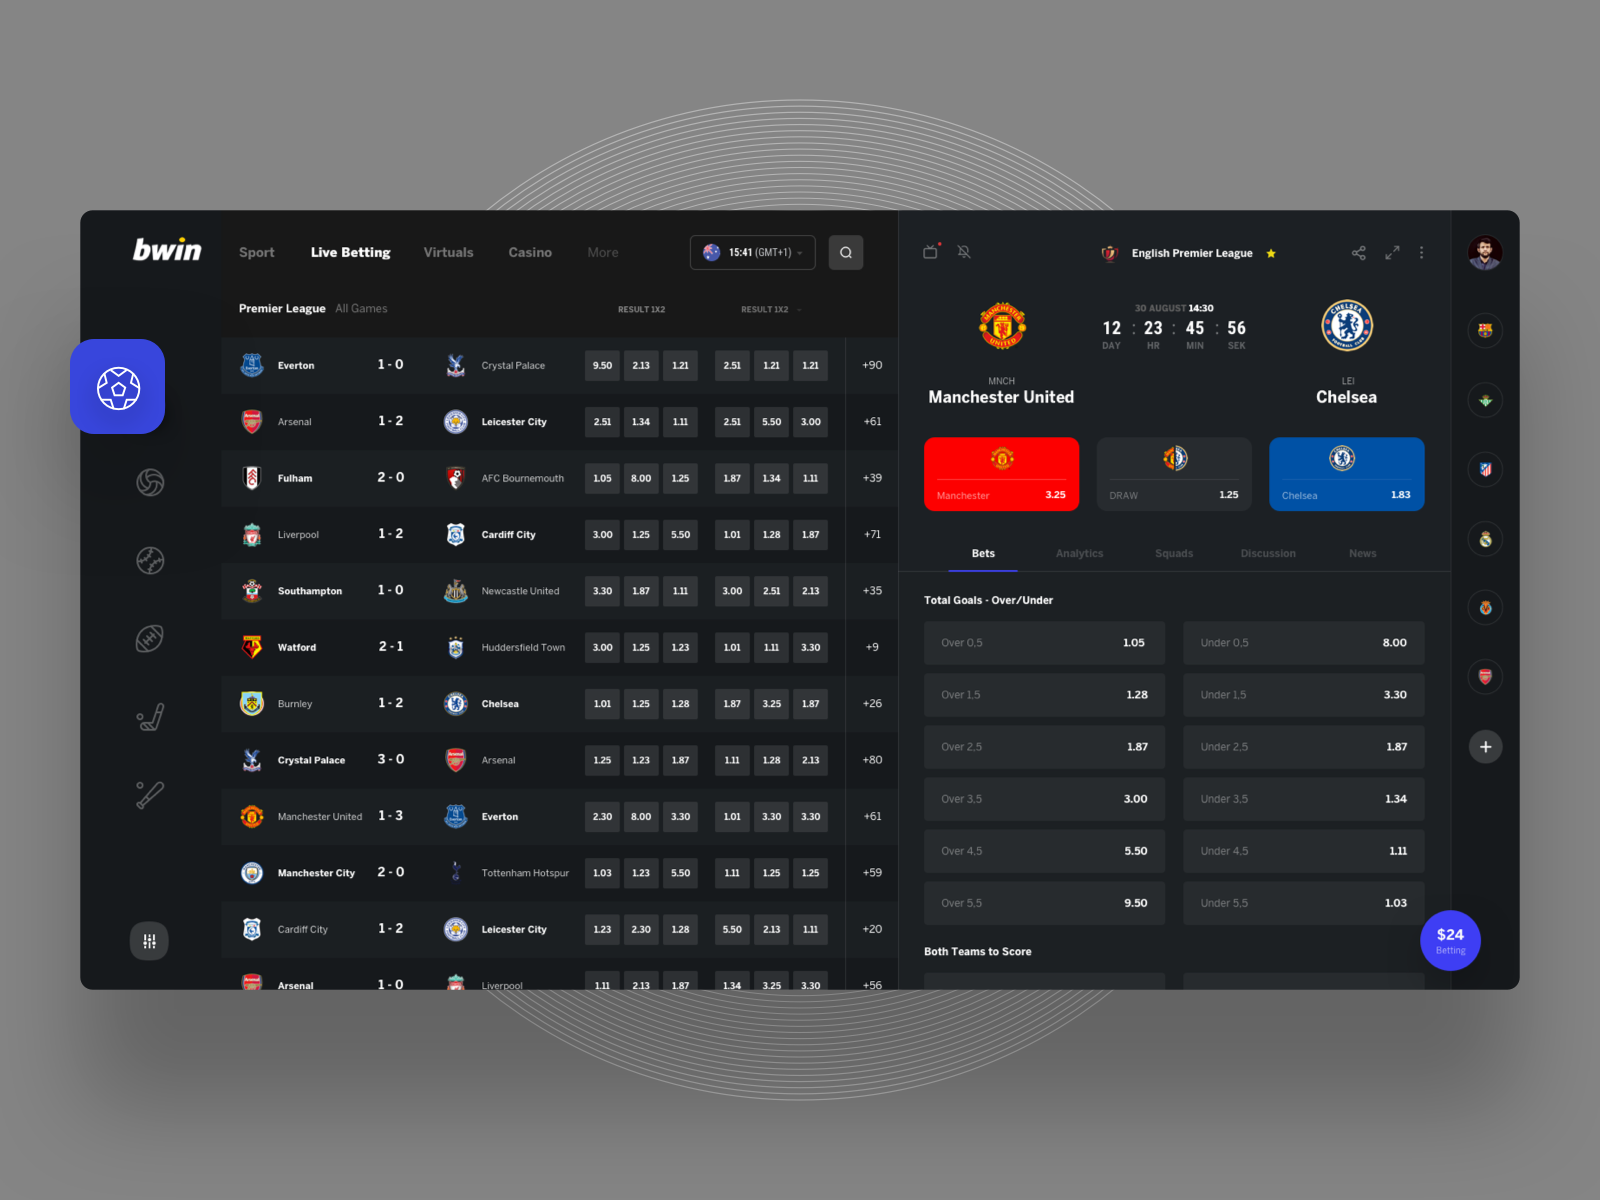 bwin
Sport Live Betting Virtuals Casino More
15:41 (GMT+1)
Premier League All Games RESULT 1X2 RESULT 1X2
Everton 1 - 0 Crystal Palace 9.50 2.13 1.21 2.51 1.21 1.21 +90
Arsenal 1 - 2 Leicester City 2.51 1.34 1.11 2.51 5.50 3.00 +61
Fulham 2 - 0 AFC Bournemouth 1.05 8.00 1.25 1.87 1.34 1.11 +39
Liverpool 1 - 2 Cardiff City 3.00 1.25 5.50 1.01 1.28 1.87 +71
Southampton 1 - 0 Newcastle United 3.30 1.87 1.11 3.00 2.51 2.13 +35
Watford 2 - 1 Huddersfield Town 3.00 1.25 1.23 1.01 1.11 3.30 +9
Burnley 1 - 2 Chelsea 1.01 1.25 1.28 1.87 3.25 1.87 +26
Crystal Palace 3 - 0 Arsenal 1.25 1.23 1.87 1.11 1.28 2.13 +80
Manchester United 1 - 3 Everton 2.30 8.00 3.30 1.01 3.30 3.30 +61
Manchester City 2 - 0 Tottenham Hotspur 1.03 1.23 5.50 1.11 1.25 1.25 +59
Cardiff City 1 - 2 Leicester City 1.23 2.30 1.28 5.50 2.13 1.11 +20
Arsenal 1 - 0 Liverpool 1.11 2.13 1.87 1.34 3.25 3.30 +56
English Premier League
30 AUGUST 14:30
12 : 23 : 45 : 56
DAY HR MIN SEK
MANCHESTER UNITED
CHELSEA FOOTBALL CLUB
MNCH LEI
Manchester United Chelsea
Manchester 3.25 DRAW 1.25 Chelsea 1.83
Bets Analytics Squads Discussion News
Total Goals - Over/Under
Over 0,5 1.05 Under 0,5 8.00
Over 1,5 1.28 Under 1,5 3.30
Over 2,5 1.87 Under 2,5 1.87
Over 3,5 3.00 Under 3,5 1.34
Over 4,5 5.50 Under 4,5 1.11
Over 5,5 9.50 Under 5,5 1.03
Both Teams to Score
$24
Betting